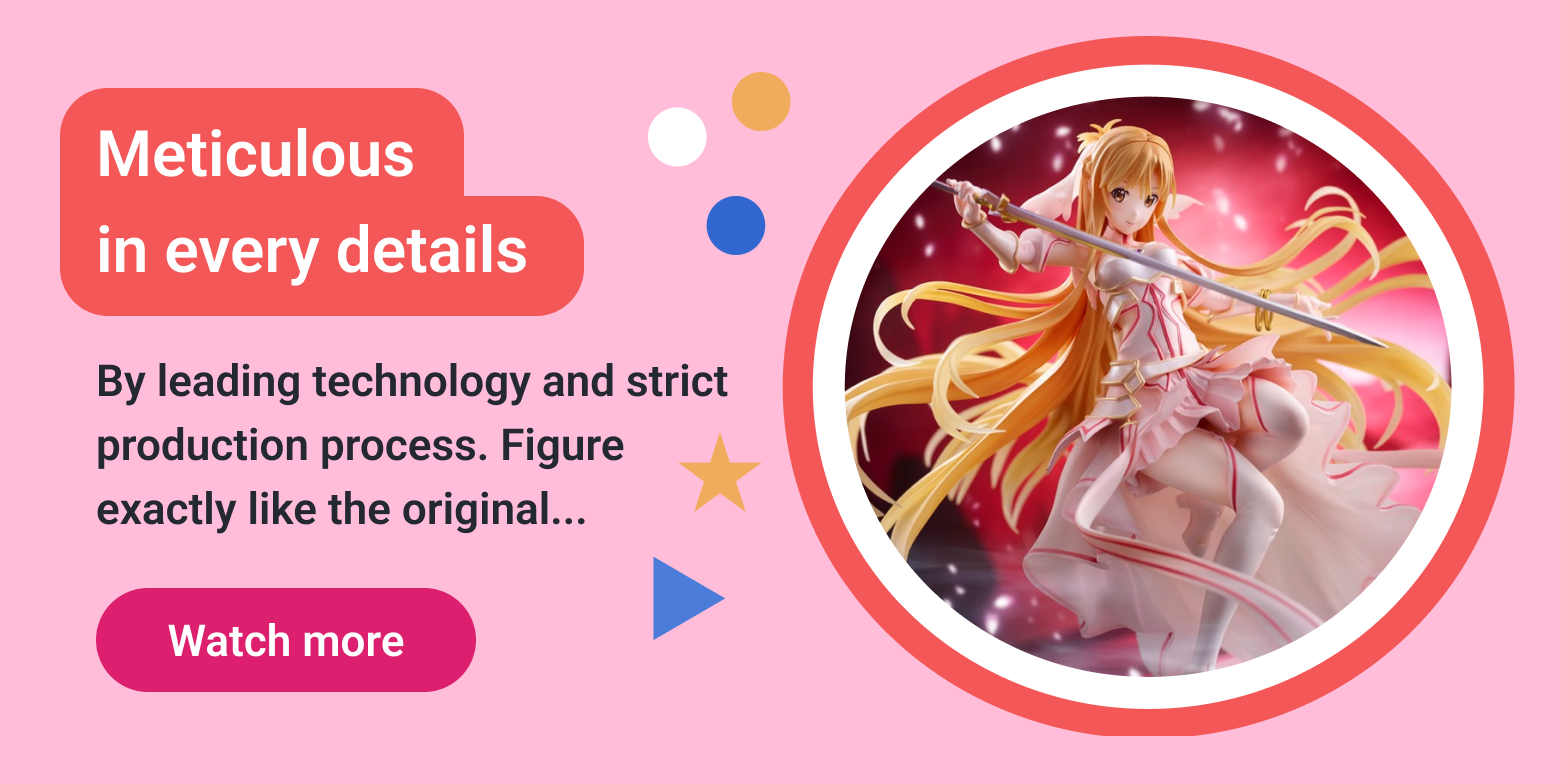 Meticulous
in every details
By leading technology and strict
production process. Figure
exactly like the original...
Watch more